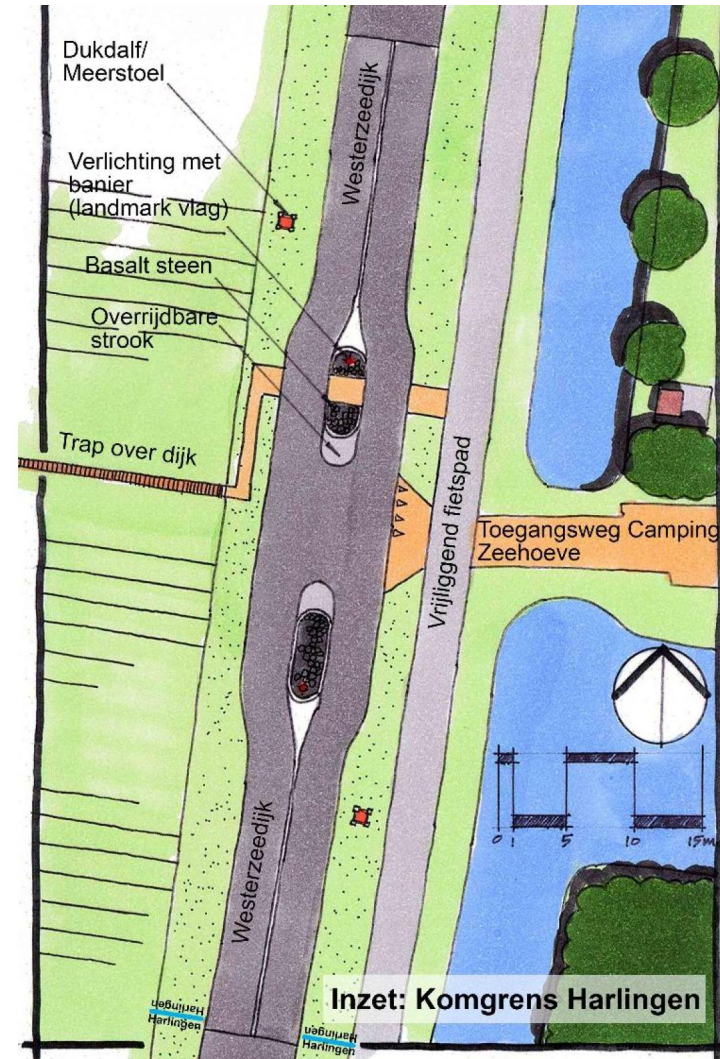 Dukdalf/
Meerstoel
Westerzeedijk
Verlichting met
banier
(landmark vlag)
Basalt steen
Overrijdbare
strook
Trap over dijk
Vrijliggend fietspad
Toegangsweg Camping
Zeehoeve
0 1 5 10 15m
Westerzeedijk
Harlingen
Harlingen
Harlingen
Harlingen
Inzet: Komgrens Harlingen